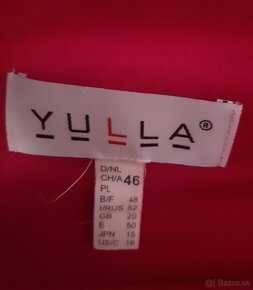 YULLA®
D/NL
CH/A 46
PL
B/F 48
I/RUS 52
GB 20
E 50
JPN 15
US/C 16
Bazos.sk